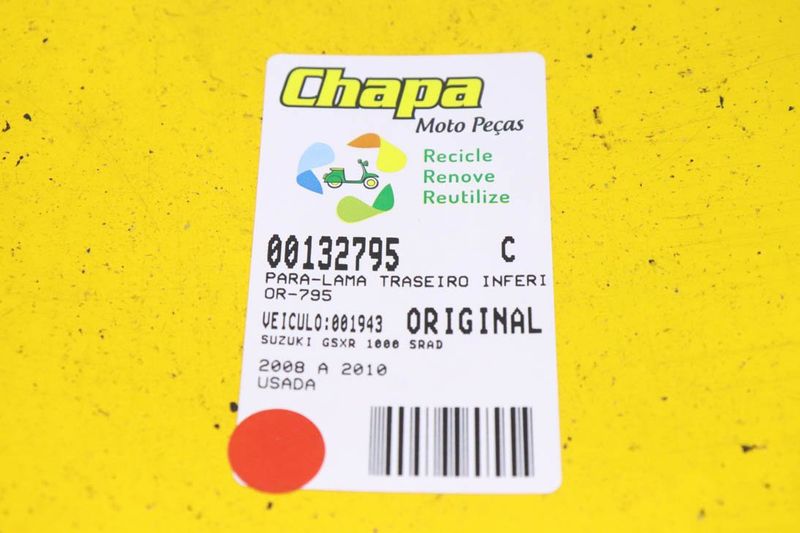 Chapa
Moto Peças
Recicle
Renove
Reutilize
00132795 C
PARA-LAMA TRASEIRO INFERI
OR-795
VEICULO:001943 ORIGINAL
SUZUKI GSXR 1000 SRAD
2008 A 2010
USADA